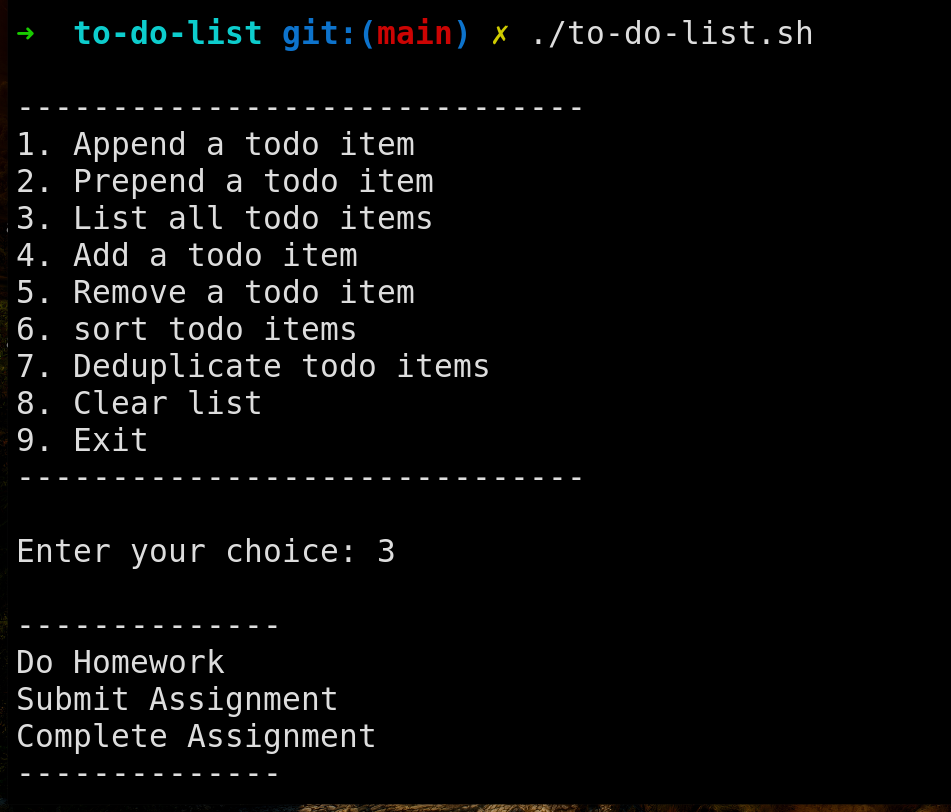 ➜  to-do-list git:(main) ✗ ./to-do-list.sh
------------------------------
1. Append a todo item
2. Prepend a todo item
3. List all todo items
4. Add a todo item
5. Remove a todo item
6. sort todo items
7. Deduplicate todo items
8. Clear list
9. Exit
------------------------------
Enter your choice: 3
--------------
Do Homework
Submit Assignment
Complete Assignment
--------------